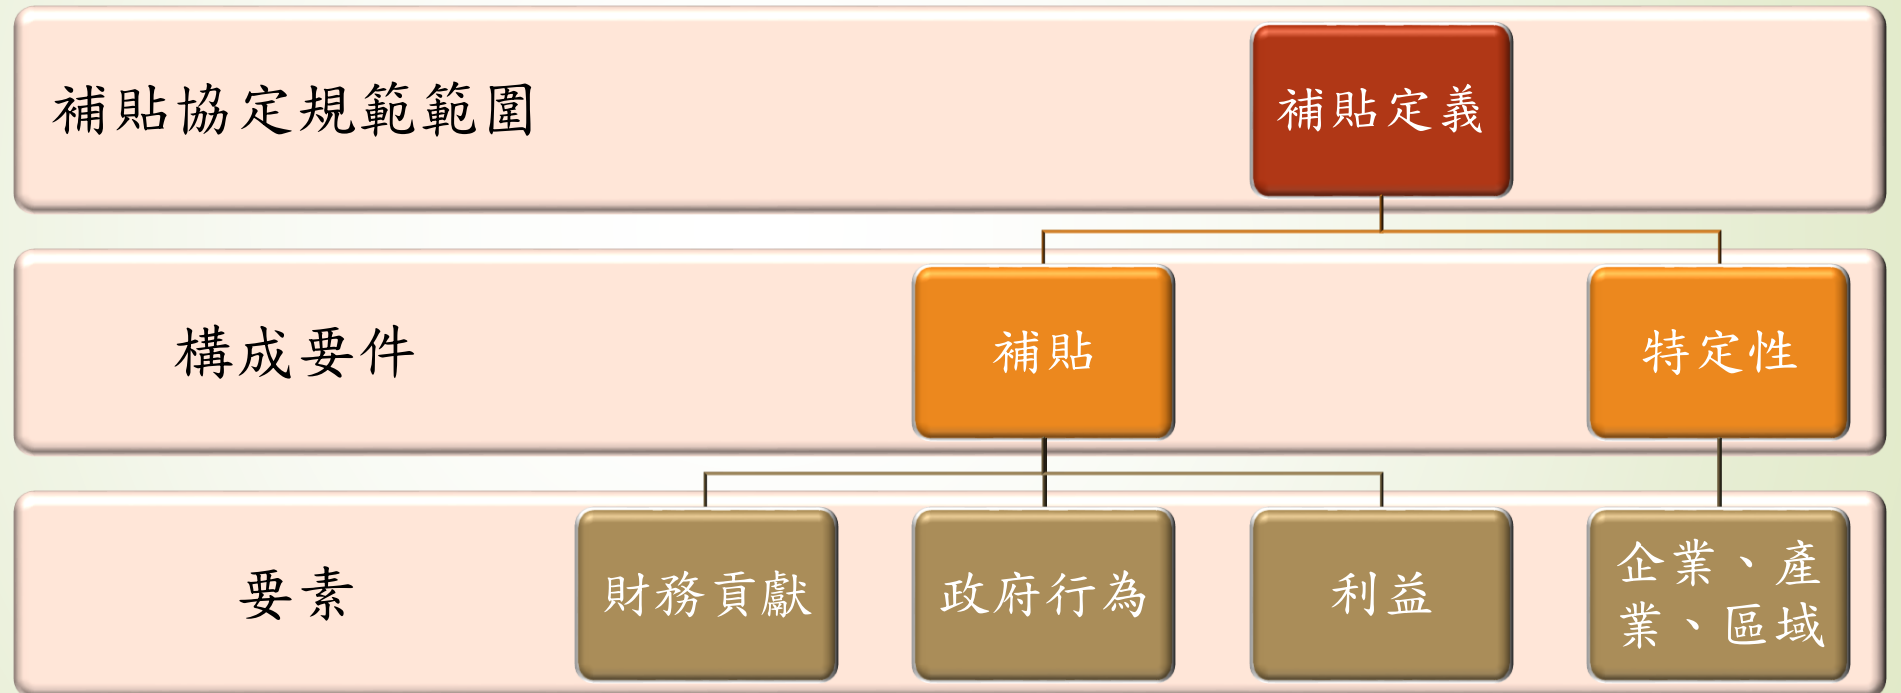 補貼協定規範範圍
補貼定義
構成要件
補貼
特定性
要素
財務貢獻
政府行為
利益
企業、產
業、區域